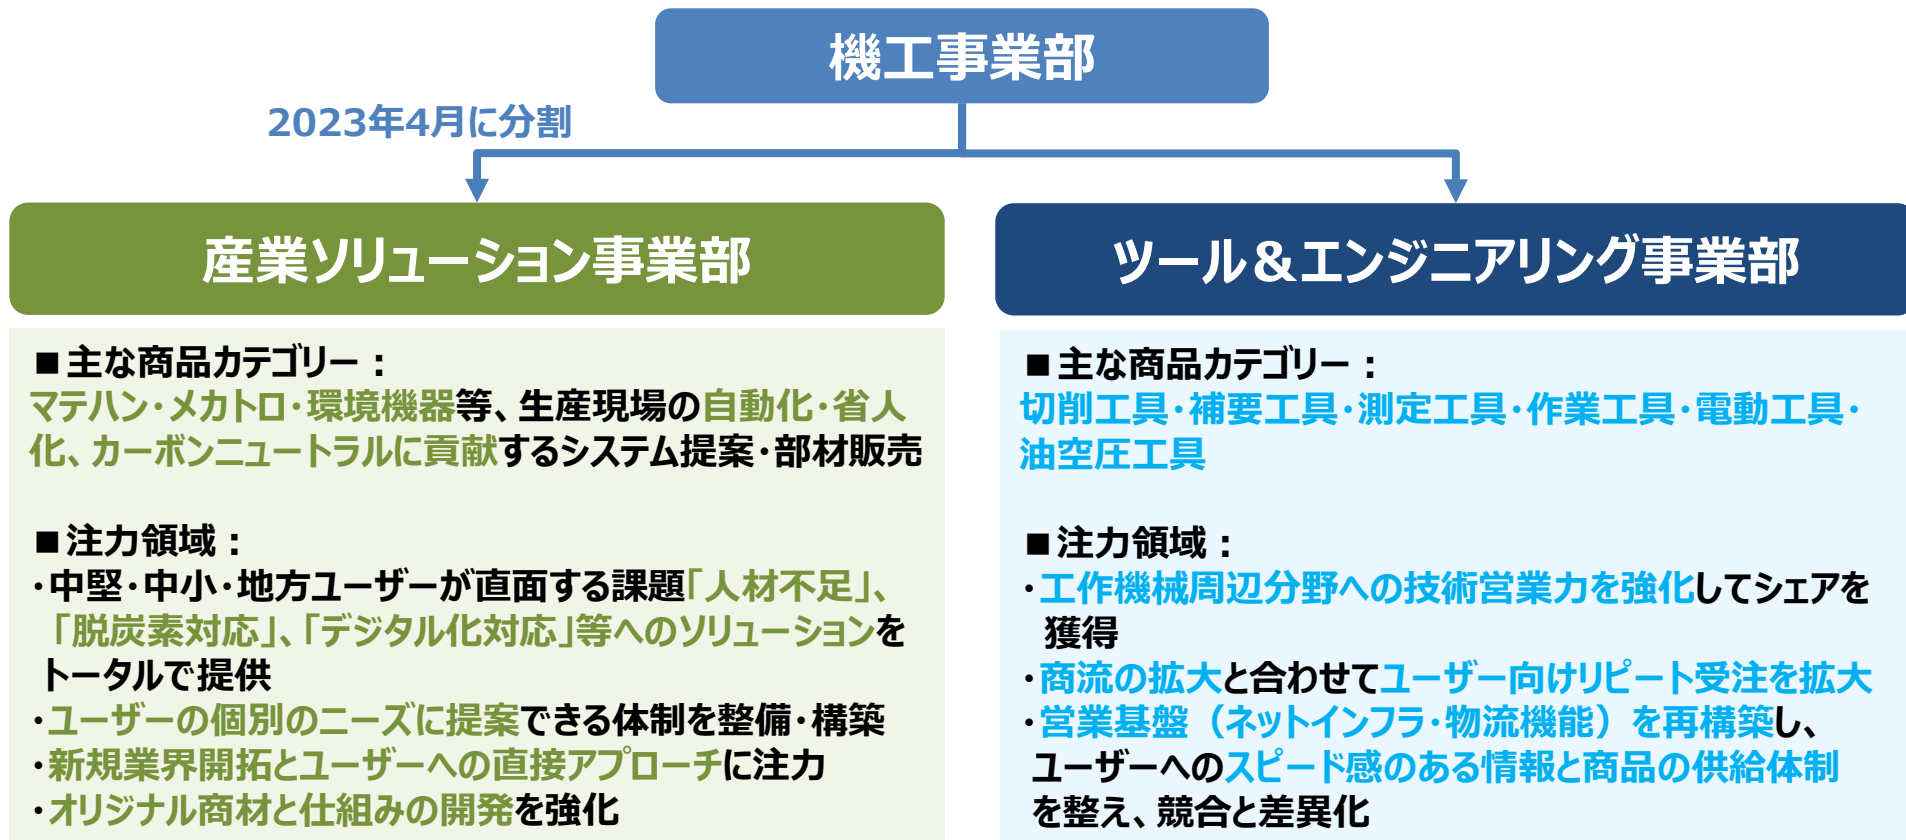 機工事業部
2023年4月に分割
産業ソリューション事業部
■主な商品カテゴリー：
マテハン・メカトロ・環境機器等、生産現場の自動化・省人
化、カーボンニュートラルに貢献するシステム提案・部材販売
■注力領域：
・中堅・中小・地方ユーザーが直面する課題「人材不足」、
「脱炭素対応」、「デジタル化対応」等へのソリューションを
トータルで提供
・ユーザーの個別のニーズに提案できる体制を整備・構築
・新規業界開拓とユーザーへの直接アプローチに注力
・オリジナル商材と仕組みの開発を強化
ツール＆エンジニアリング事業部
■主な商品カテゴリー：
切削工具・補要工具・測定工具・作業工具・電動工具・
油空圧工具
■注力領域：
・工作機械周辺分野への技術営業力を強化してシェアを
獲得
・商流の拡大と合わせてユーザー向けリピート受注を拡大
・営業基盤（ネットインフラ・物流機能）を再構築し、
ユーザーへのスピード感のある情報と商品の供給体制
を整え、競合と差異化